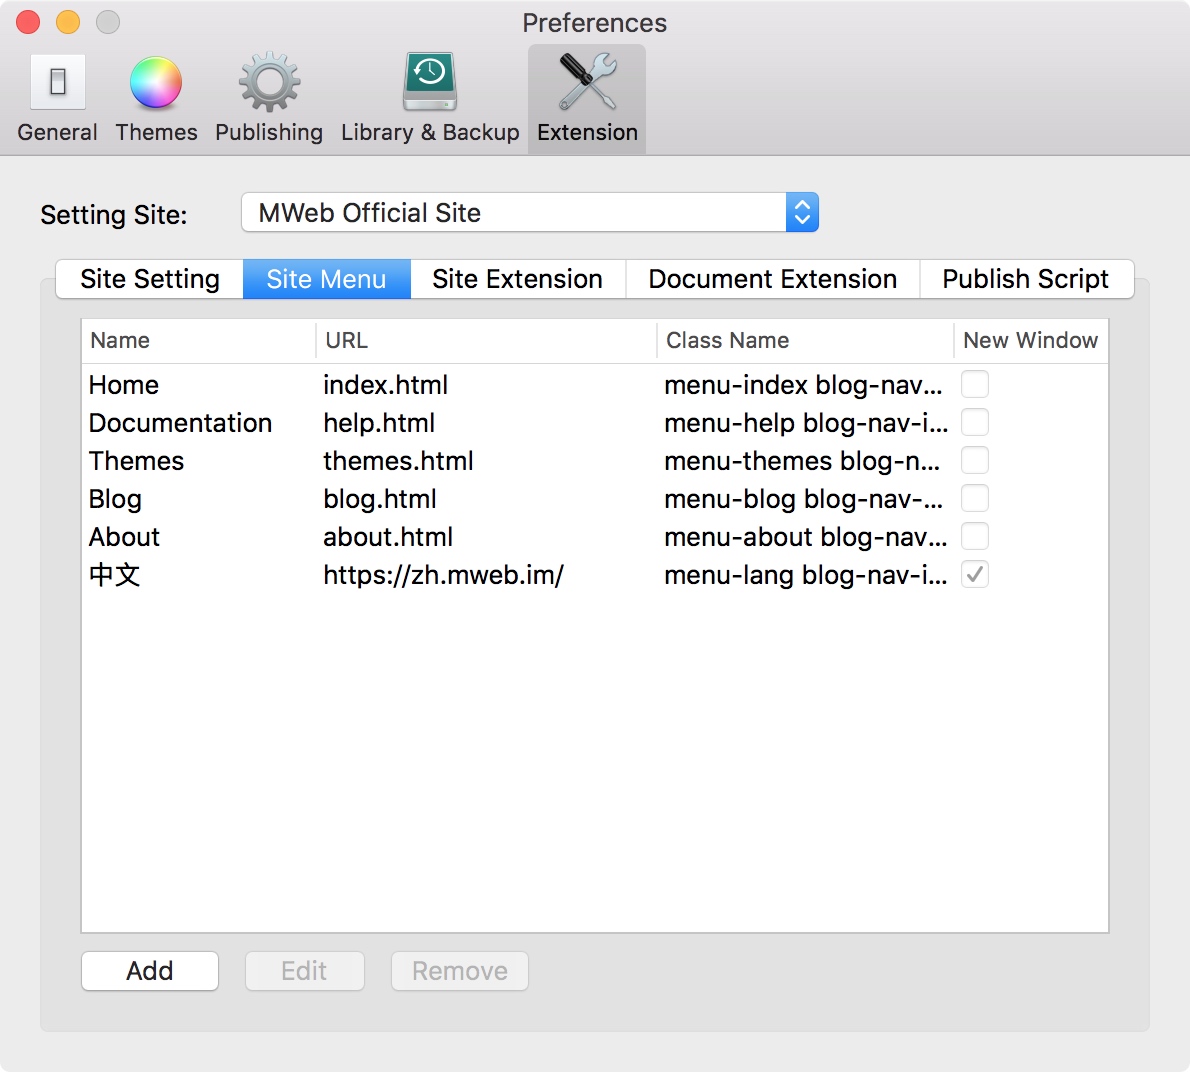 Preferences
General Themes Publishing Library & Backup Extension
Setting Site: MWeb Official Site
Site Setting Site Menu Site Extension Document Extension Publish Script
Name URL Class Name New Window
Home index.html menu-index blog-nav...
Documentation help.html menu-help blog-nav-i...
Themes themes.html menu-themes blog-n...
Blog blog.html menu-blog blog-nav-...
About about.html menu-about blog-nav...
中文 https://zh.mweb.im/ menu-lang blog-nav-i...
Add Edit Remove